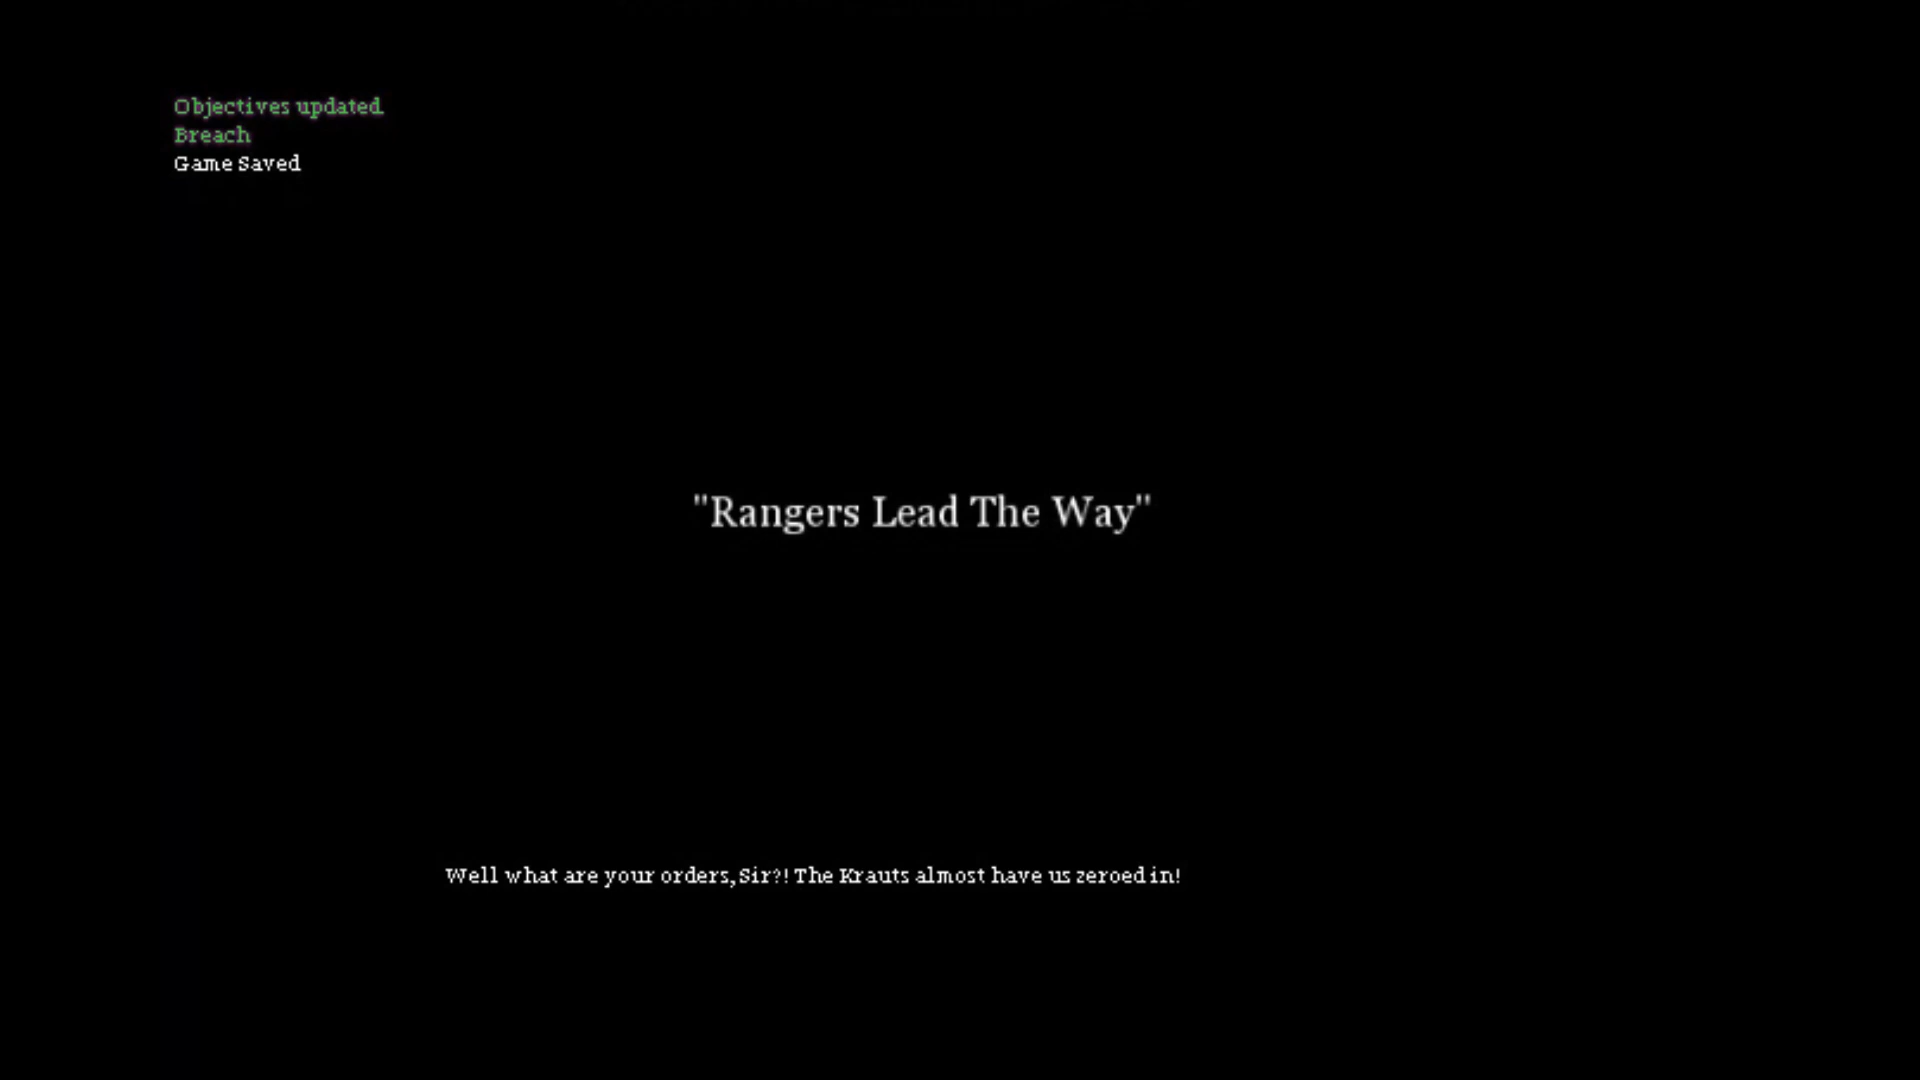 Objectives updated.
Breach
Game Saved
"Rangers Lead The Way"
Well what are your orders, Sir?! The Krauts almost have us zeroed in!